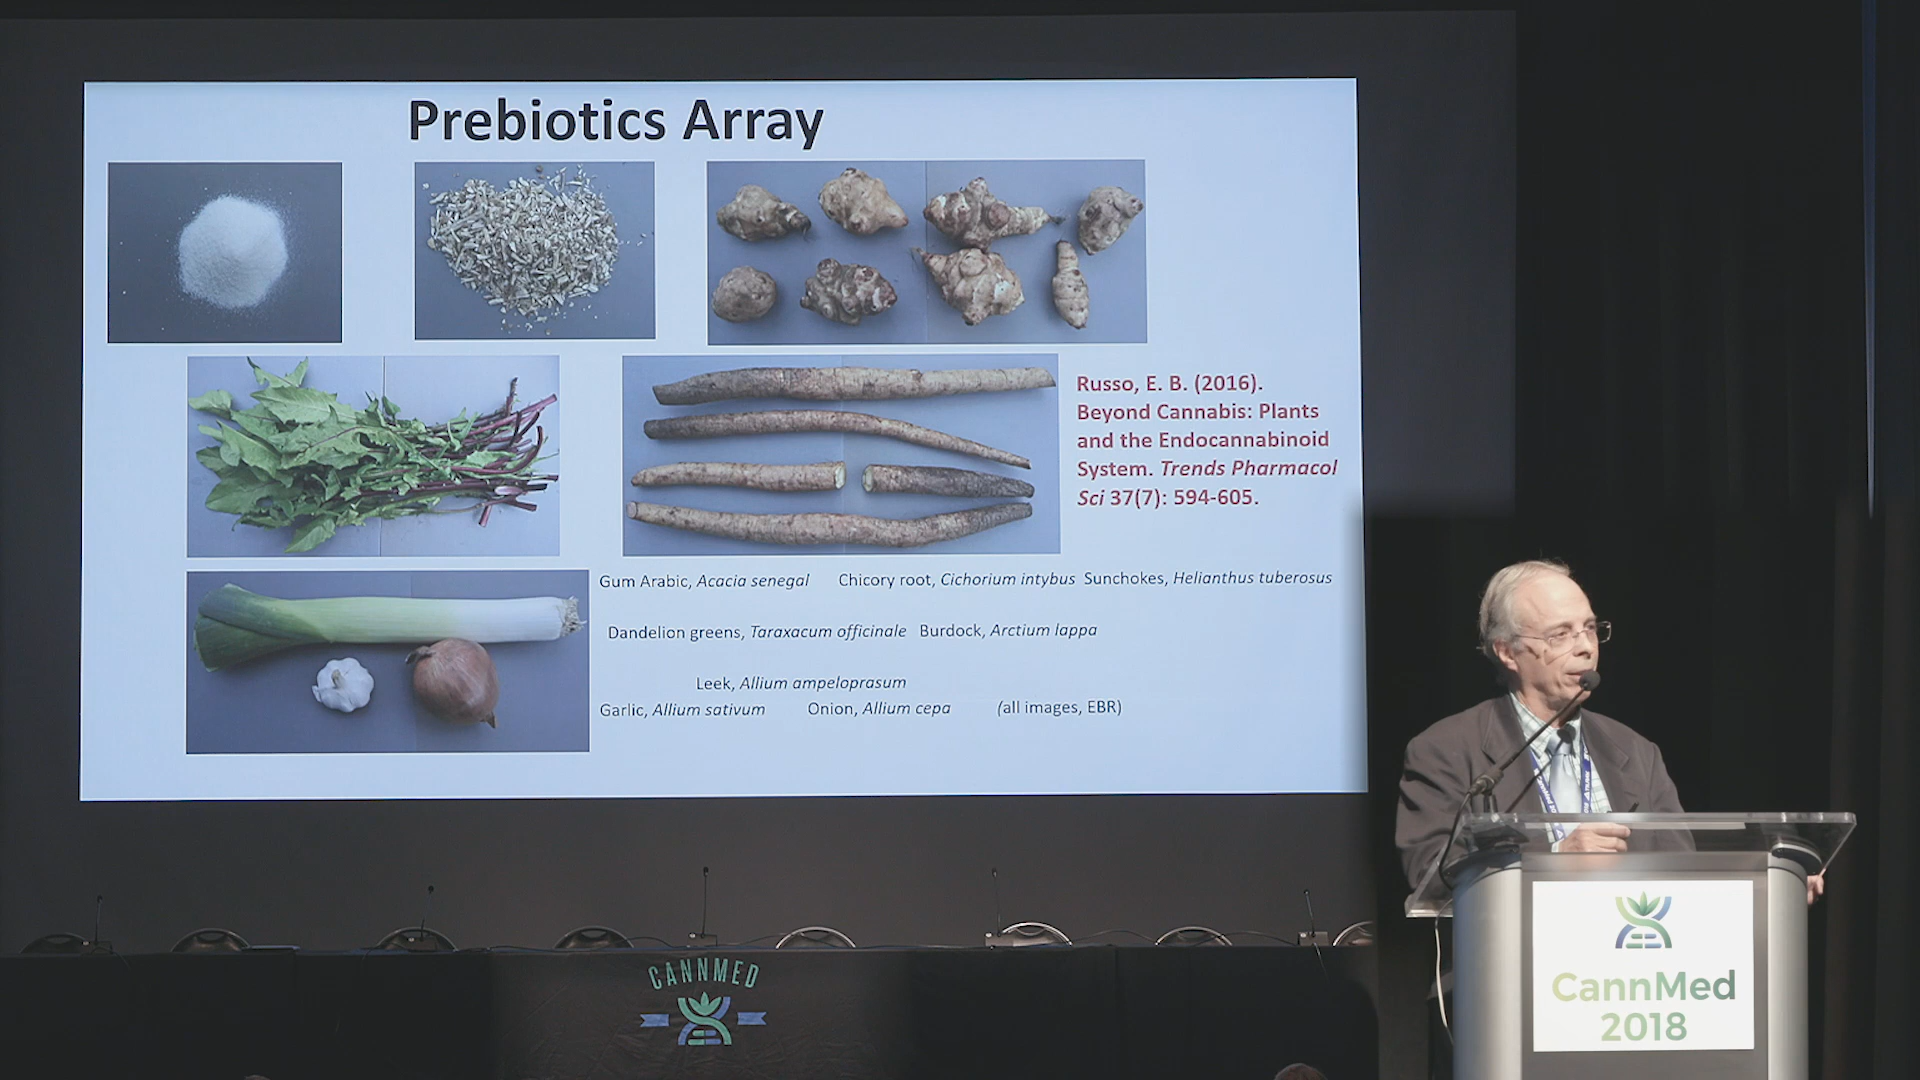 Prebiotics Array
Russo, E. B. (2016).
Beyond Cannabis: Plants
and the Endocannabinoid
System. Trends Pharmacol
Sci 37(7): 594-605.
Gum Arabic, Acacia senegal Chicory root, Cichorium intybus Sunchokes, Helianthus tuberosus
Dandelion greens, Taraxacum officinale Burdock, Arctium lappa
Leek, Allium ampeloprasum
Garlic, Allium sativum Onion, Allium cepa (all images, EBR)
CANNMED
CannMed
2018